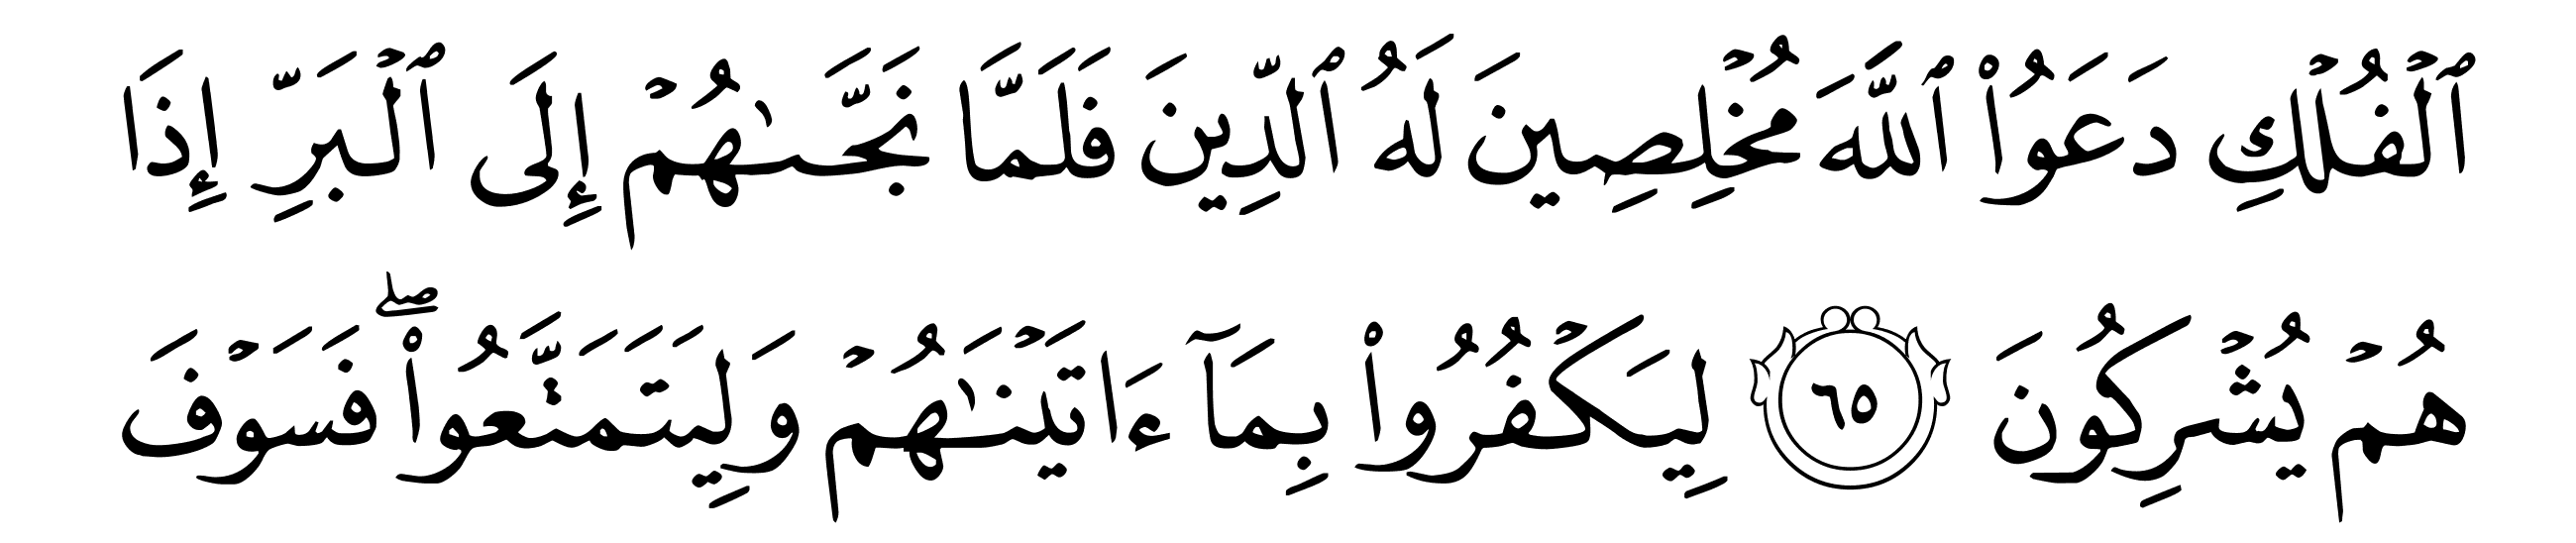 ٱلۡفُلۡكِ دَعَوُاْ ٱللَّهَ مُخۡلِصِينَ لَهُ ٱلدِّينَ فَلَمَّا نَجَّىٰهُمۡ إِلَى ٱلۡبَرِّ إِذَا
هُمۡ يُشۡرِكُونَ ٦٥ لِيَكۡفُرُواْ بِمَآ ءَاتَيۡنَٰهُمۡ وَلِيَتَمَتَّعُواْۖ فَسَوۡفَ